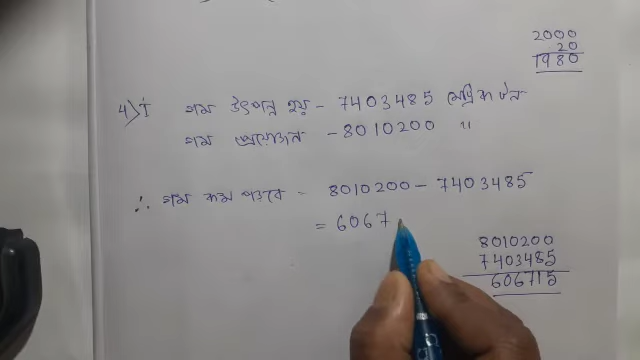 2000
20
1980
4>i গম উৎপন্ন হয় - 7403485 মেট্রিক টন
গম প্রয়োজন - 8010200 "
∴ গম কম পড়বে = 8010200 - 7403485
= 6067
8010200
7403485
606715